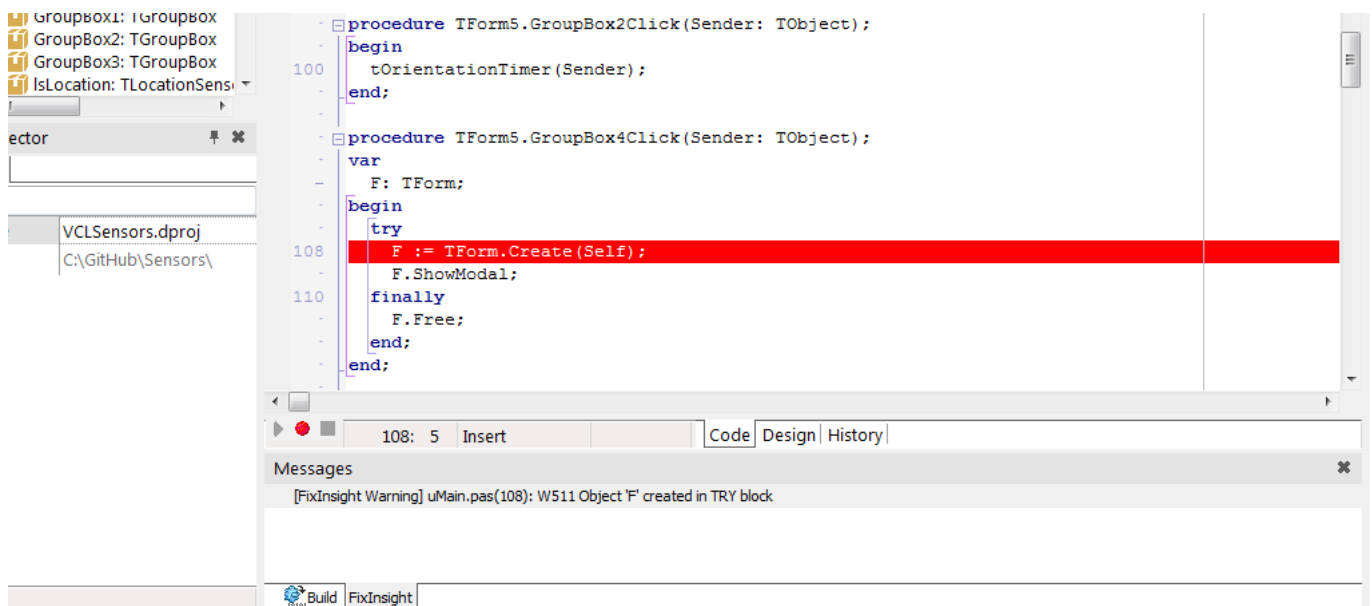 GroupBox1: TGroupBox
GroupBox2: TGroupBox
GroupBox3: TGroupBox
lsLocation: TLocationSens
ector
VCLSensors.dproj
C:\GitHub\Sensors\
procedure TForm5.GroupBox2Click(Sender: TObject);
begin
100 tOrientationTimer(Sender);
end;
procedure TForm5.GroupBox4Click(Sender: TObject);
var
F: TForm;
begin
try
108 F := TForm.Create(Self);
F.ShowModal;
110 finally
F.Free;
end;
end;
108: 5 Insert Code Design History
Messages
[FixInsight Warning] uMain.pas(108): W511 Object 'F' created in TRY block
Build FixInsight